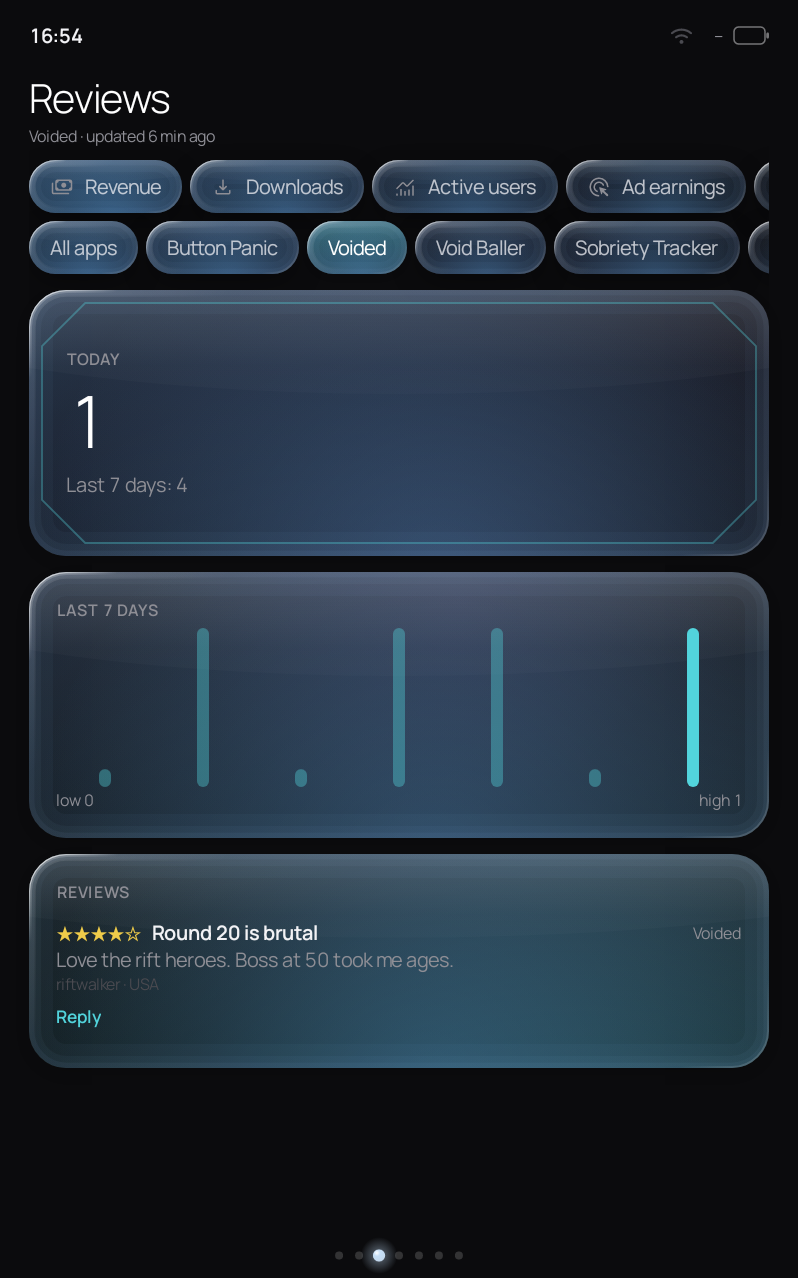 16:54
Reviews
Voided · updated 6 min ago
Revenue Downloads Active users Ad earnings
All apps Button Panic Voided Void Baller Sobriety Tracker
TODAY
1
Last 7 days: 4
LAST 7 DAYS
low 0 high 1
REVIEWS
★★★★☆ Round 20 is brutal Voided
Love the rift heroes. Boss at 50 took me ages.
riftwalker · USA
Reply